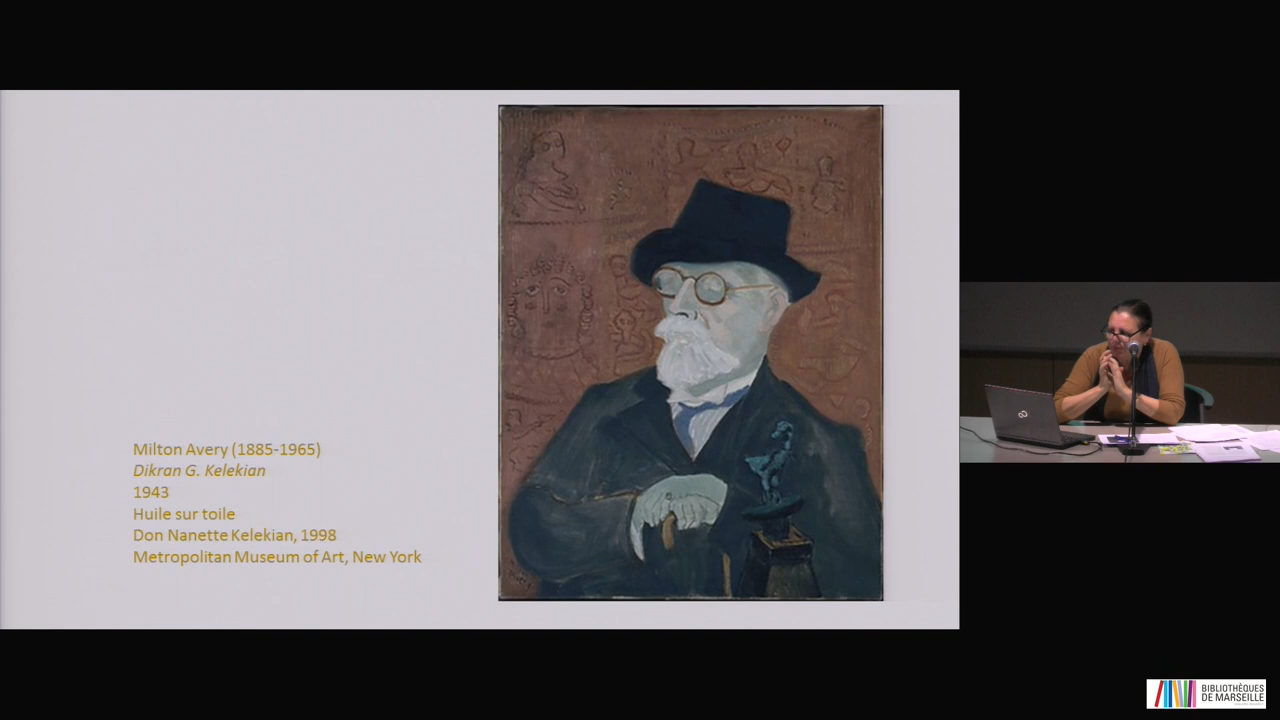 Milton Avery (1885-1965)
Dikran G. Kelekian
1943
Huile sur toile
Don Nanette Kelekian, 1998
Metropolitan Museum of Art, New York
BIBLIOTHÈQUES
DE MARSEILLE